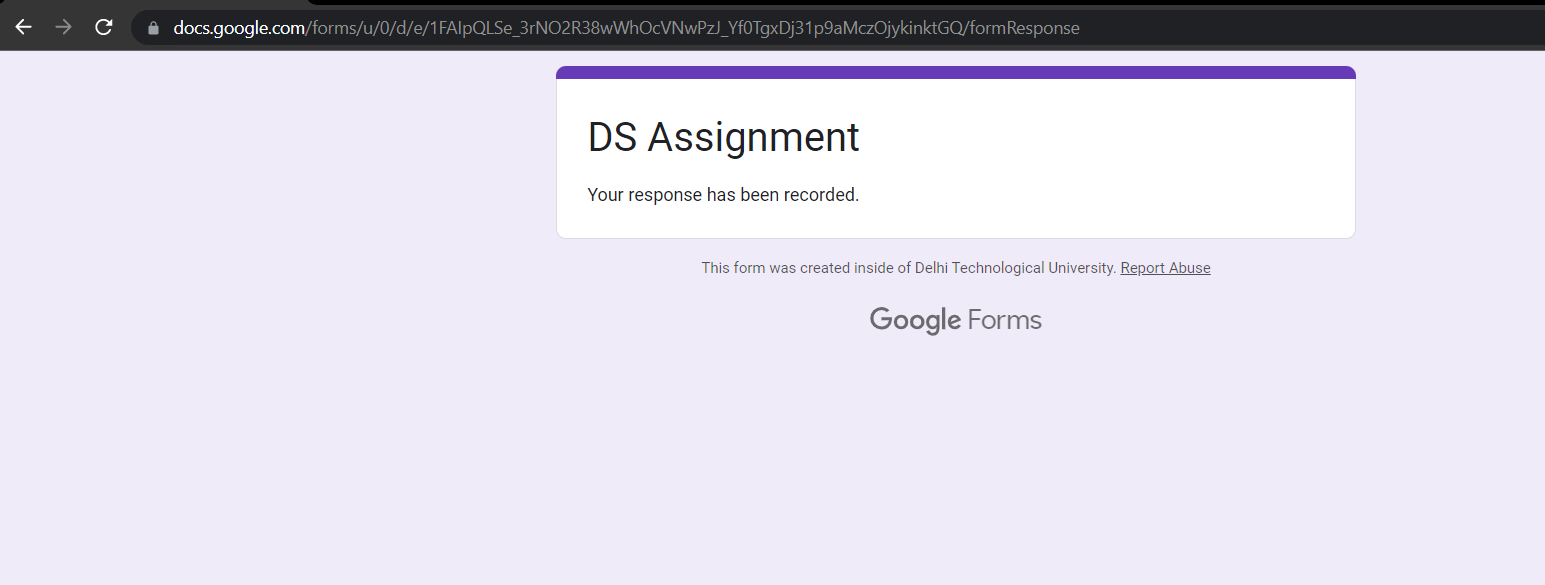 docs.google.com/forms/u/0/d/e/1FAIpQLSe_3rNO2R38wWhOcVNwPzJ_Yf0TgxDj31p9aMczOjykinktGQ/formResponse
DS Assignment
Your response has been recorded.
This form was created inside of Delhi Technological University. Report Abuse
Google Forms